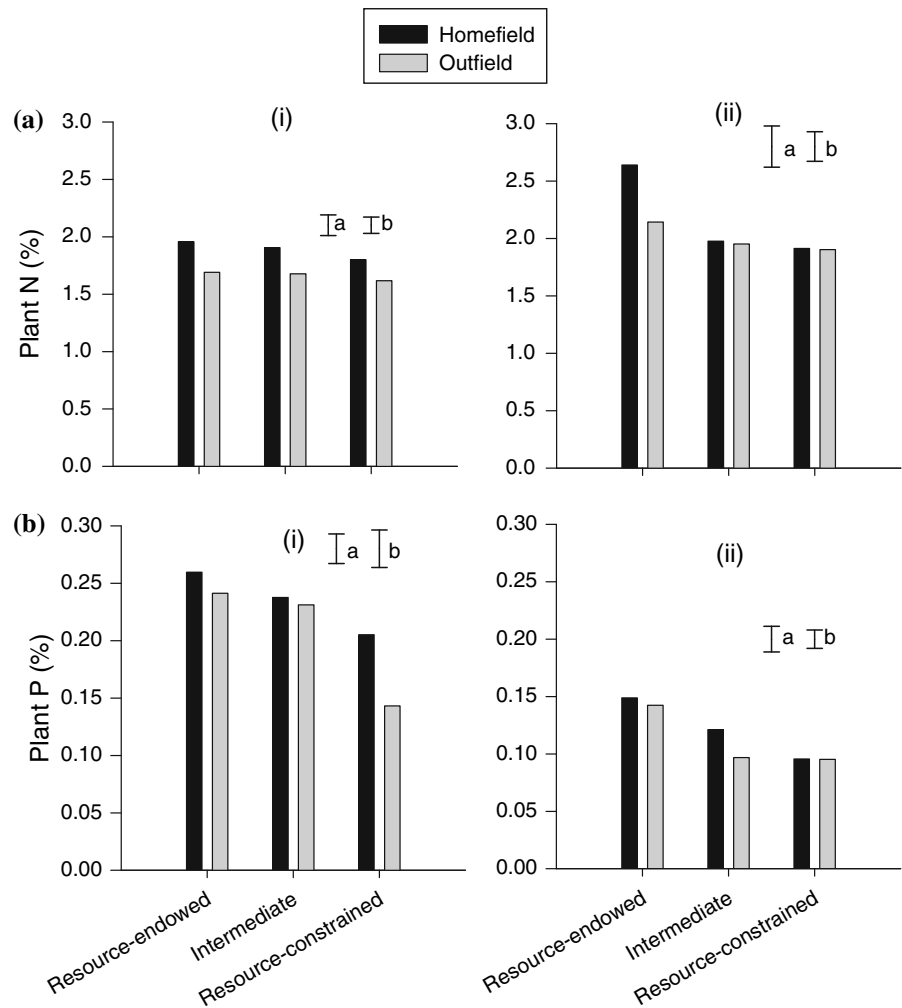 Homefield
Outfield
(a)
(i)
3.0
2.5
2.0
1.5
1.0
0.5
0.0
Plant N (%)
a
b
(ii)
3.0
2.5
2.0
1.5
1.0
0.5
0.0
a
b
(b)
(i)
0.30
0.25
0.20
0.15
0.10
0.05
0.00
Plant P (%)
a
b
Resource-endowed
Intermediate
Resource-constrained
(ii)
0.30
0.25
0.20
0.15
0.10
0.05
0.00
a
b
Resource-endowed
Intermediate
Resource-constrained